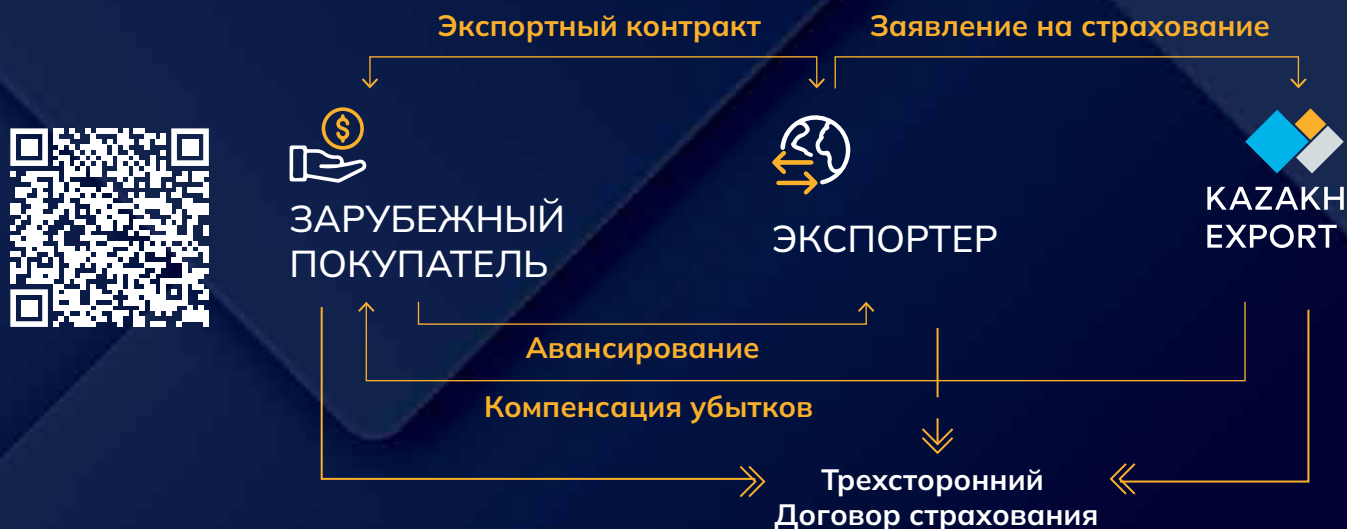 Экспортный контракт
Заявление на страхование
ЗАРУБЕЖНЫЙ
ПОКУПАТЕЛЬ
ЭКСПОРТЕР
KAZAKH
EXPORT
Авансирование
Компенсация убытков
Трехсторонний
Договор страхования